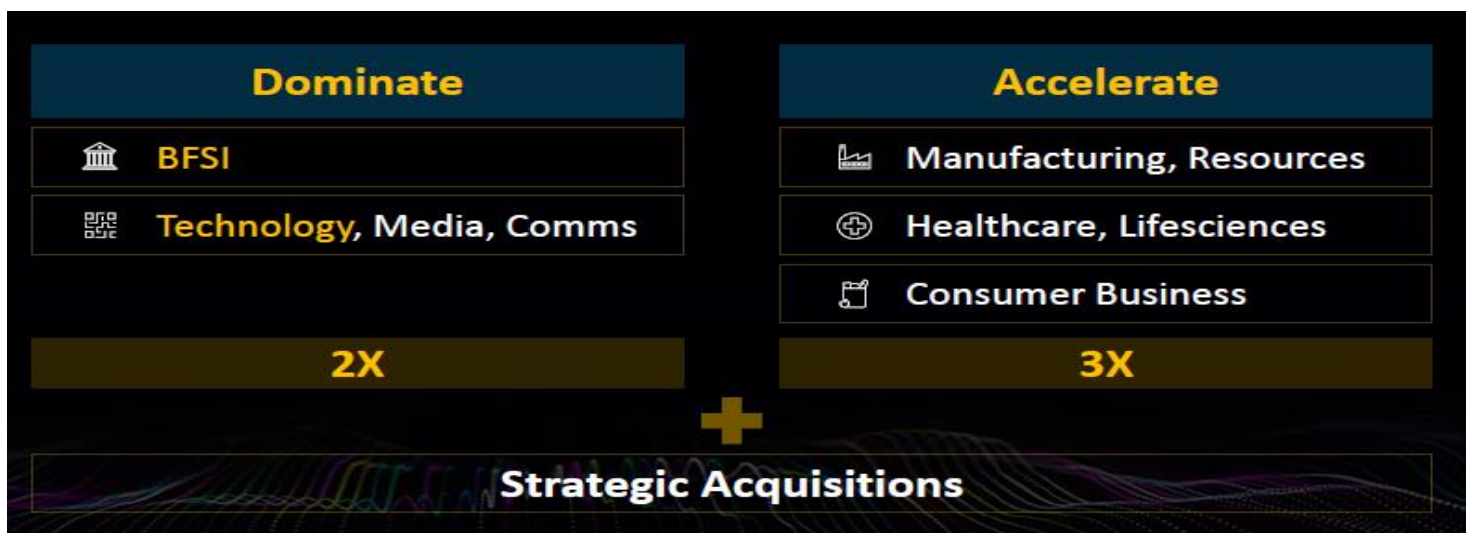 Dominate
BFSI
Technology, Media, Comms
2X
Accelerate
Manufacturing, Resources
Healthcare, Lifesciences
Consumer Business
3X
Strategic Acquisitions